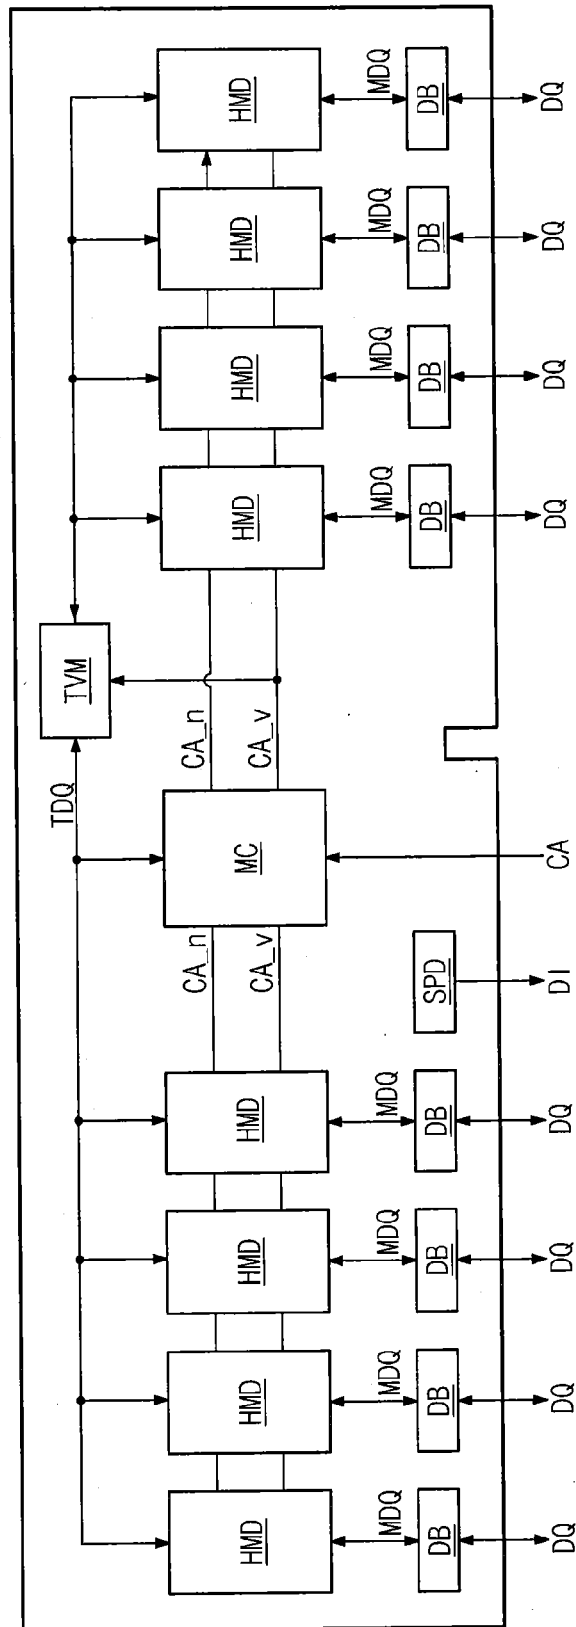 TDQ
TVM
CA_n
CA_n
HMD
HMD
HMD
HMD
MC
HMD
HMD
HMD
HMD
CA_v
CA_v
MDQ
MDQ
MDQ
MDQ
MDQ
MDQ
MDQ
MDQ
DB
DB
DB
DB
SPD
DB
DB
DB
DB
DQ
DQ
DQ
DQ
DI
CA
DQ
DQ
DQ
DQ